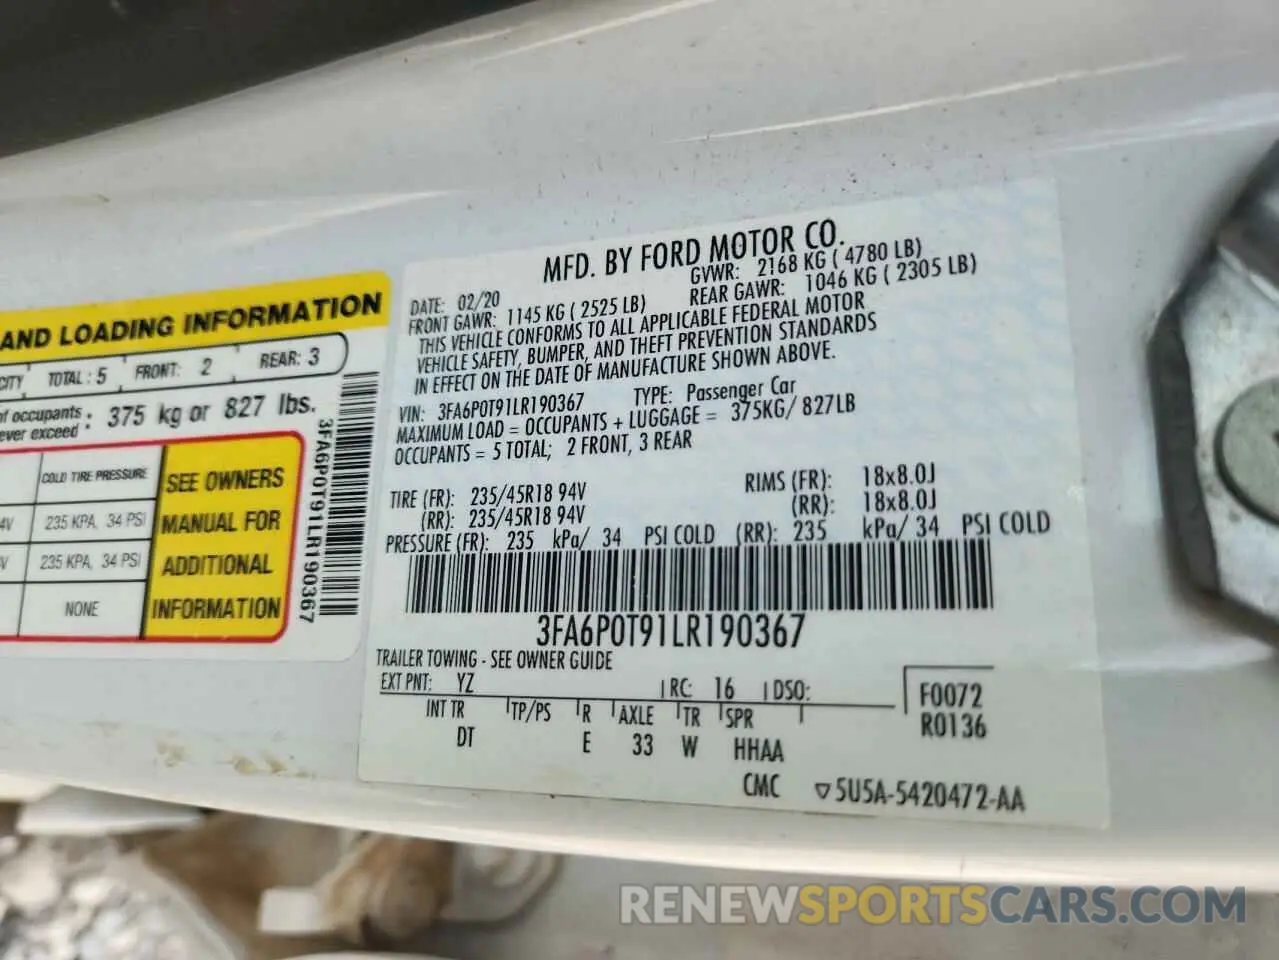 AND LOADING INFORMATION
CITY TOTAL: 5 FRONT: 2 REAR: 3
of occupants
ever exceed : 375 kg or 827 lbs.
COLD TIRE PRESSURE
4V 235 KPA, 34 PSI
V 235 KPA, 34 PSI
NONE
SEE OWNERS
MANUAL FOR
ADDITIONAL
INFORMATION
3FA6P0T91LR190367
MFD. BY FORD MOTOR CO.
DATE: 02/20 GVWR: 2168 KG ( 4780 LB)
FRONT GAWR: 1145 KG ( 2525 LB) REAR GAWR: 1046 KG ( 2305 LB)
THIS VEHICLE CONFORMS TO ALL APPLICABLE FEDERAL MOTOR
VEHICLE SAFETY, BUMPER, AND THEFT PREVENTION STANDARDS
IN EFFECT ON THE DATE OF MANUFACTURE SHOWN ABOVE.
VIN: 3FA6P0T91LR190367 TYPE: Passenger Car
MAXIMUM LOAD = OCCUPANTS + LUGGAGE = 375KG/ 827LB
OCCUPANTS = 5 TOTAL; 2 FRONT, 3 REAR
TIRE (FR): 235/45R18 94V RIMS (FR): 18x8.0J
(RR): 235/45R18 94V (RR): 18x8.0J
PRESSURE (FR): 235 kPa/ 34 PSI COLD (RR): 235 kPa/ 34 PSI COLD
3FA6P0T91LR190367
TRAILER TOWING - SEE OWNER GUIDE
EXT PNT: YZ RC: 16 DSO:
INT TR TP/PS R AXLE TR SPR
DT E 33 W HHAA
F0072
R0136
CMC ▽5U5A-5420472-AA
RENEWSPORTSCARS.COM